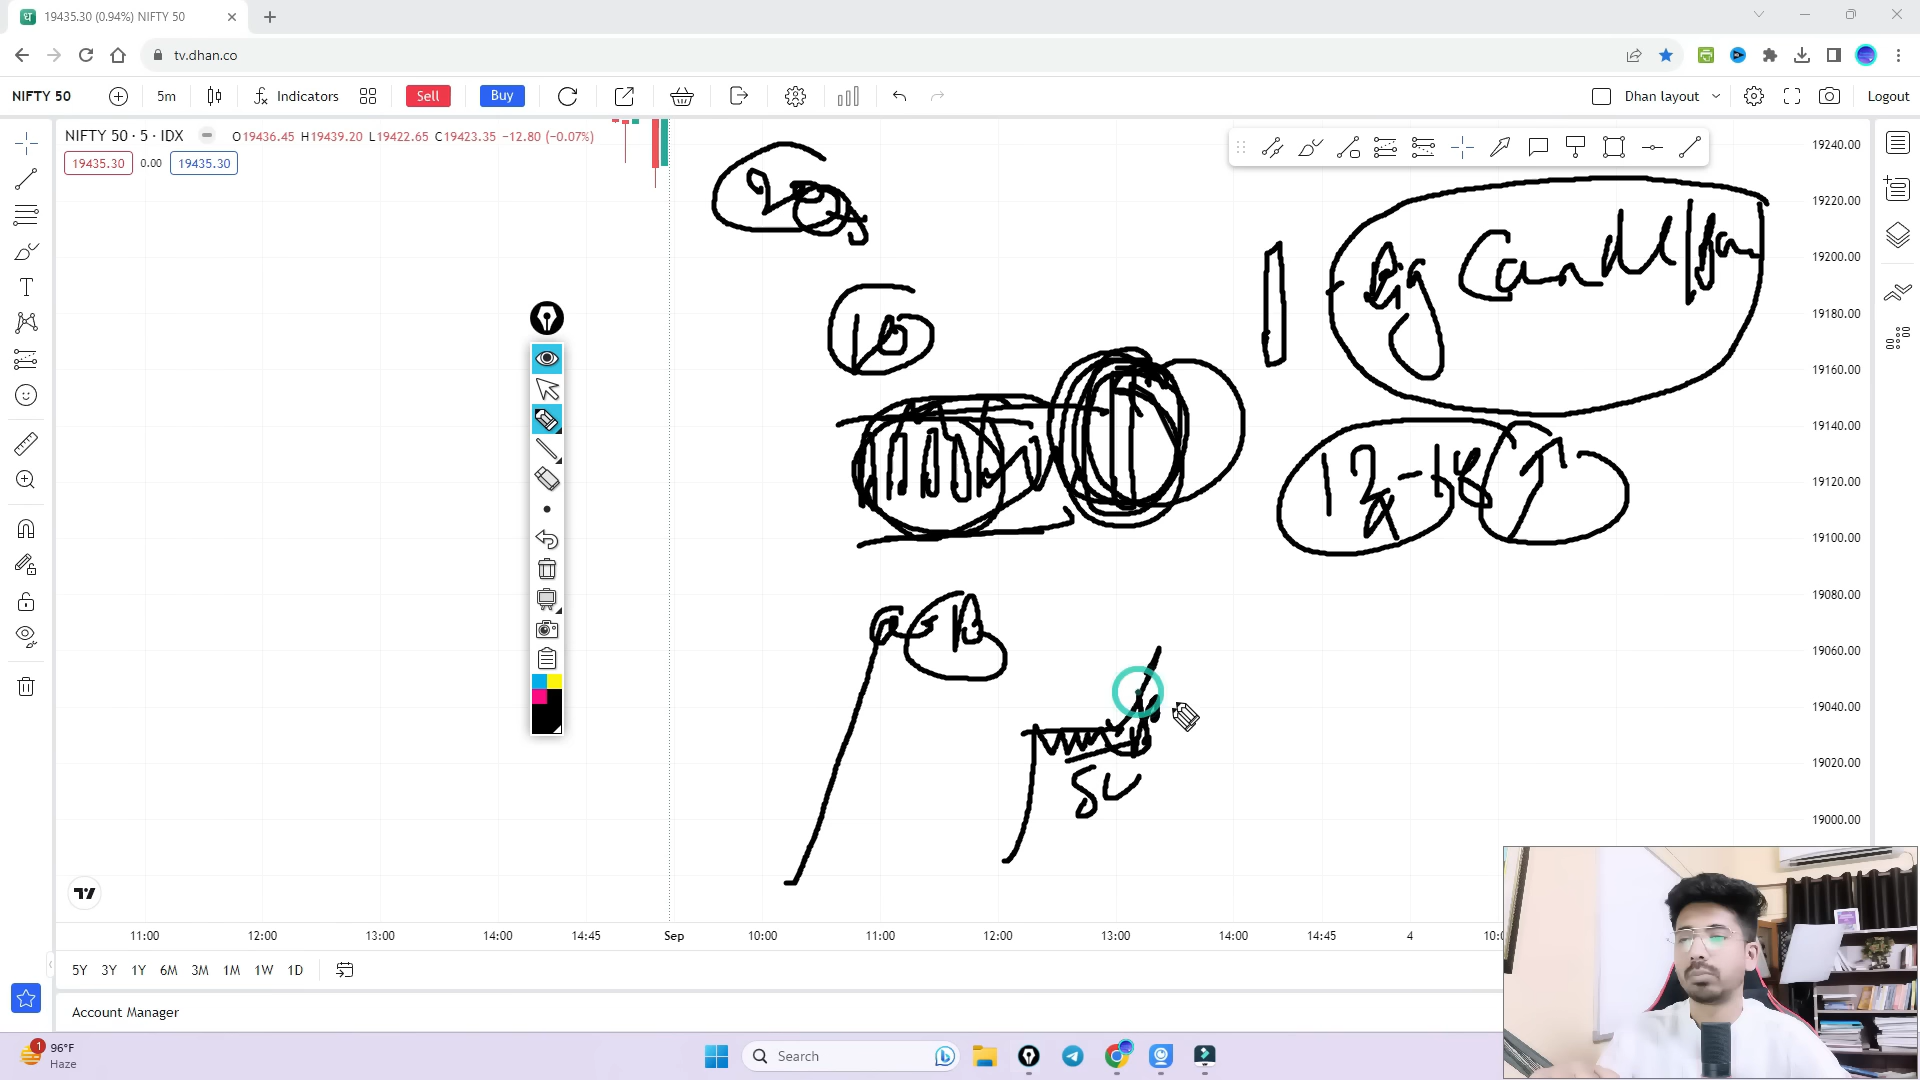 19435.30 (0.94%) NIFTY 50
tv.dhan.co
NIFTY 50 5m Indicators Sell Buy Dhan layout Logout
NIFTY 50 · 5 · IDX O19436.45 H19439.20 L19422.65 C19423.35 −12.80 (−0.07%)
19435.30 0.00 19435.30
19240.00
19220.00
19200.00
19180.00
19160.00
19140.00
19120.00
19100.00
19080.00
19060.00
19040.00
19020.00
19000.00
Candle
10
SL
11:00 12:00 13:00 14:00 14:45 Sep 10:00 11:00 12:00 13:00 14:00 14:45 4
5Y 3Y 1Y 6M 3M 1M 1W 1D
Account Manager
1 96°F
Haze
Search